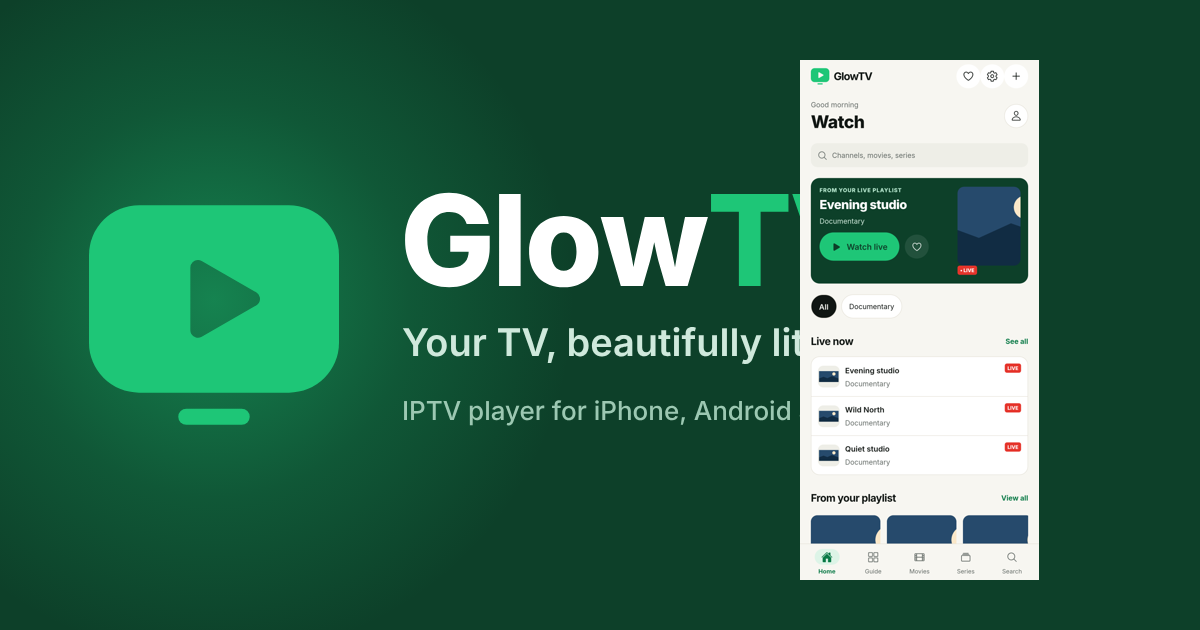 GlowT
Your TV, beautifully lit
IPTV player for iPhone, Android
GlowTV
Good morning
Watch
Channels, movies, series
FROM YOUR LIVE PLAYLIST
Evening studio
Documentary
Watch live
LIVE
All
Documentary
Live now
See all
Evening studio
LIVE
Documentary
Wild North
LIVE
Documentary
Quiet studio
LIVE
Documentary
From your playlist
View all
Home
Guide
Movies
Series
Search